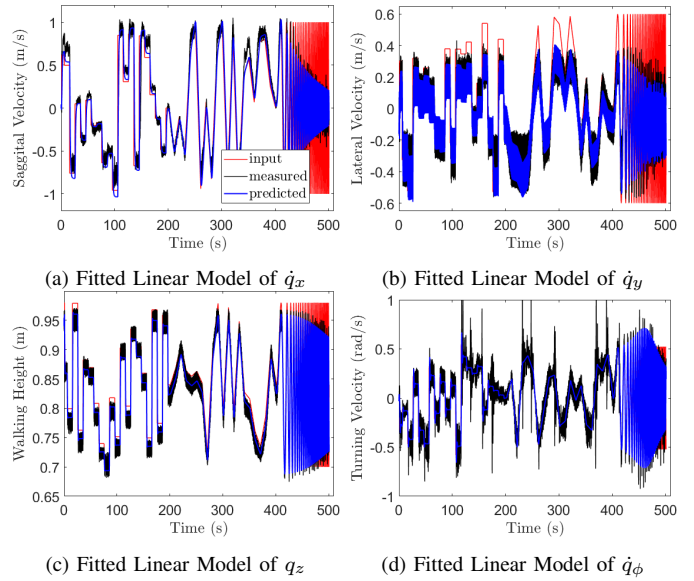 Saggital Velocity (m/s)
1
0.5
0
-0.5
-1
input
measured
predicted
0 100 200 300 400 500
Time (s)
(a) Fitted Linear Model of q̇ₓ
Lateral Velocity (m/s)
0.6
0.4
0.2
0
-0.2
-0.4
-0.6
0 100 200 300 400 500
Time (s)
(b) Fitted Linear Model of q̇_y
Walking Height (m)
0.95
0.9
0.85
0.8
0.75
0.7
0.65
0 100 200 300 400 500
Time (s)
(c) Fitted Linear Model of q_z
Turning Velocity (rad/s)
1
0.5
0
-0.5
-1
0 100 200 300 400 500
Time (s)
(d) Fitted Linear Model of q̇_ϕ